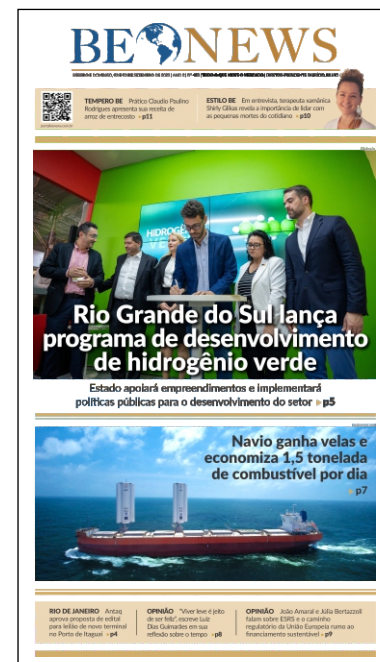 BE NEWS
TEMPERO BE Prático Claudio Paulino
Rodrigues apresenta sua receita de
arroz de entrecosto ▸p11
ESTILO BE Em entrevista, terapeuta xamânica
Shirly Glikas revela a importância de lidar com
as pequenas mortes do cotidiano ▸p10
HIDROGÊN
Rio Grande do Sul lança
programa de desenvolvimento
de hidrogênio verde
Estado apoiará empreendimentos e implementará
políticas públicas para o desenvolvimento do setor ▸p5
Navio ganha velas e
economiza 1,5 tonelada
de combustível por dia
▸p7
RIO DE JANEIRO Antaq
aprova proposta de edital
para leilão de novo terminal
no Porto de Itaguaí ▸p4
OPINIÃO "Viver leve é jeito
de ser feliz", escreve Luiz
Dias Guimarães em sua
reflexão sobre o tempo ▸p8
OPINIÃO João Amaral e Júlia Bertazzoli
falam sobre ESRS e o caminho
regulatório da União Europeia rumo ao
financiamento sustentável ▸p9